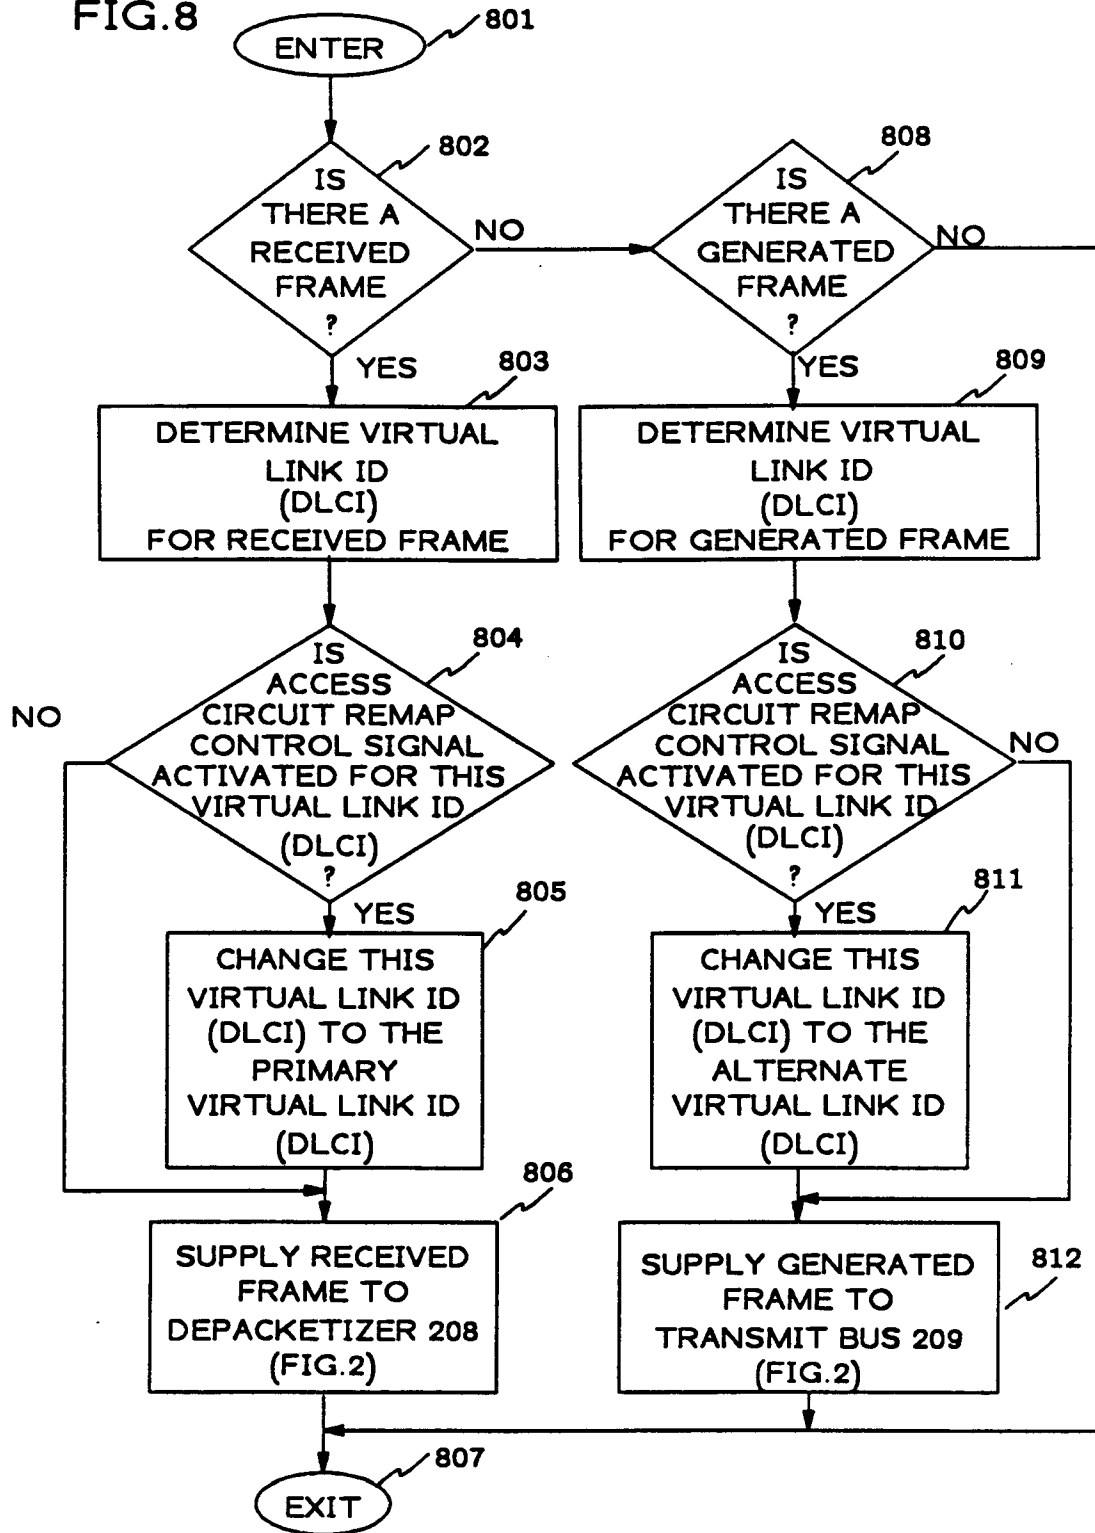 FIG.8
ENTER
801
IS
THERE A
RECEIVED
FRAME
?
802
NO
YES
IS
THERE A
GENERATED
FRAME
?
808
NO
YES
803
DETERMINE VIRTUAL
LINK ID
(DLCI)
FOR RECEIVED FRAME
809
DETERMINE VIRTUAL
LINK ID
(DLCI)
FOR GENERATED FRAME
804
IS
ACCESS
CIRCUIT REMAP
CONTROL SIGNAL
ACTIVATED FOR THIS
VIRTUAL LINK ID
(DLCI)
?
NO
YES
810
IS
ACCESS
CIRCUIT REMAP
CONTROL SIGNAL
ACTIVATED FOR THIS
VIRTUAL LINK ID
(DLCI)
?
NO
YES
805
CHANGE THIS
VIRTUAL LINK ID
(DLCI) TO THE
PRIMARY
VIRTUAL LINK ID
(DLCI)
811
CHANGE THIS
VIRTUAL LINK ID
(DLCI) TO THE
ALTERNATE
VIRTUAL LINK ID
(DLCI)
806
SUPPLY RECEIVED
FRAME TO
DEPACKETIZER 208
(FIG.2)
812
SUPPLY GENERATED
FRAME TO
TRANSMIT BUS 209
(FIG.2)
807
EXIT